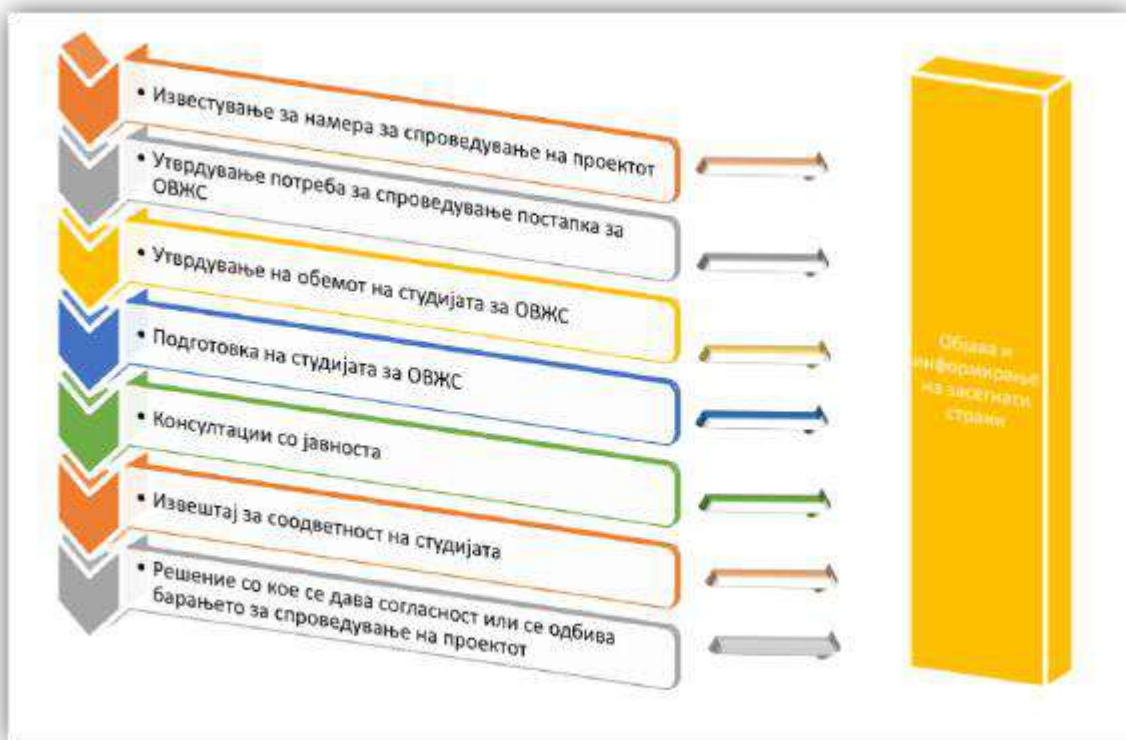 • Известување за намера за спроведување на проектот
• Утврдување потреба за спроведување постапка за
ОВЖС
• Утврдување на обемот на студијата за ОВЖС
• Подготовка на студијата за ОВЖС
• Консултации со јавноста
• Извештај за соодветност на студијата
• Решение со кое се дава согласност или се одбива
барањето за спроведување на проектот
Објава и
информирање
на засегнати
страни